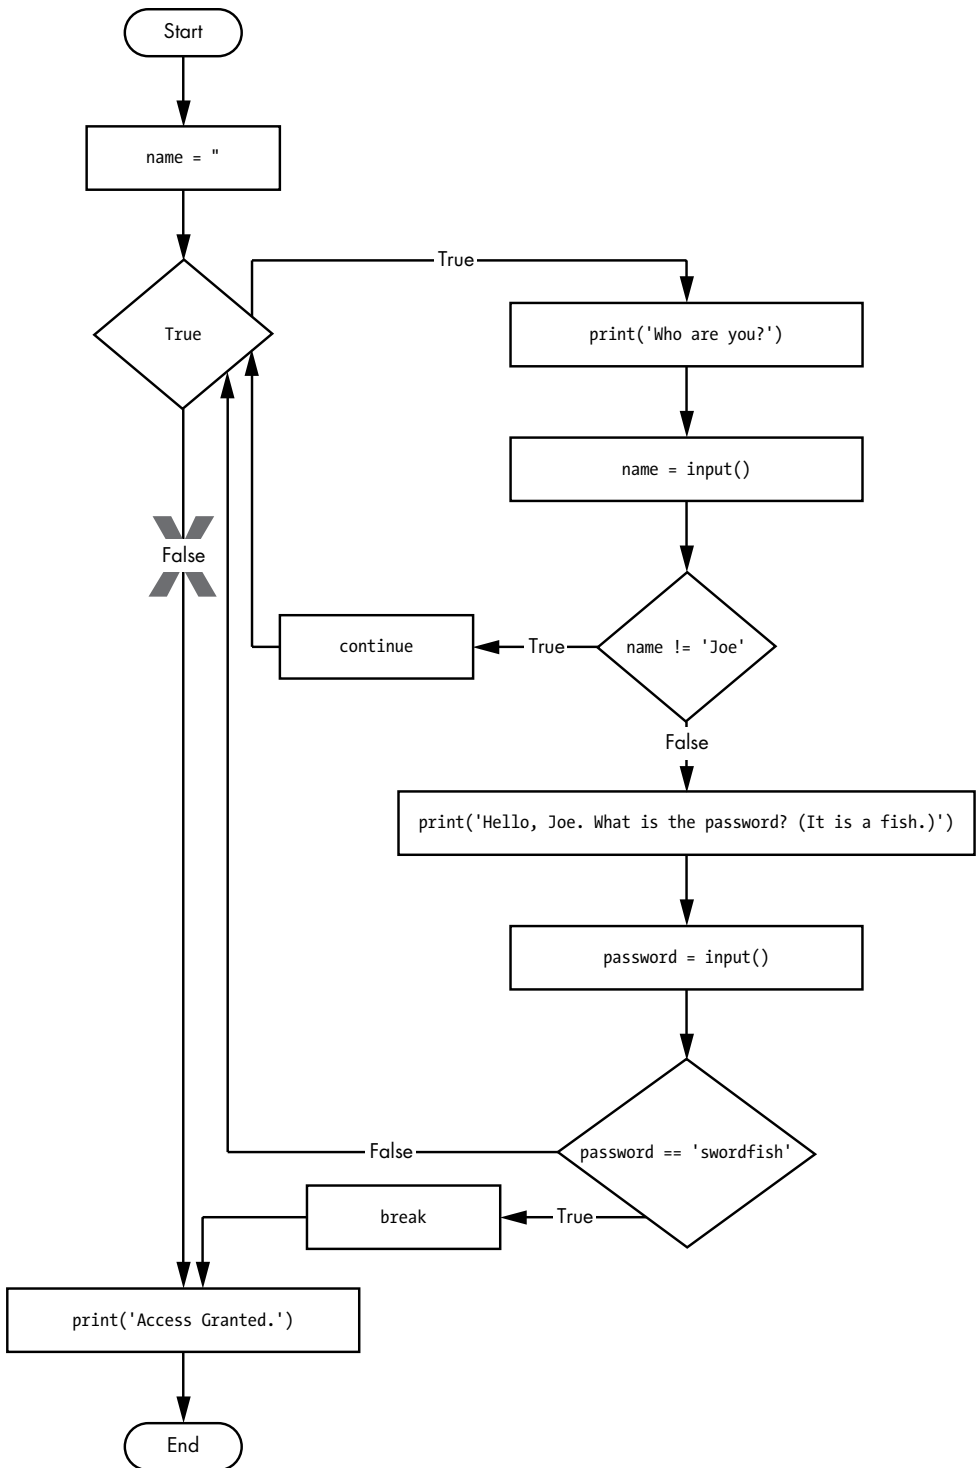 Start
name = "
True
True
print('Who are you?')
name = input()
name != 'Joe'
True
continue
False
False
print('Hello, Joe. What is the password? (It is a fish.)')
password = input()
password == 'swordfish'
False
True
break
print('Access Granted.')
End